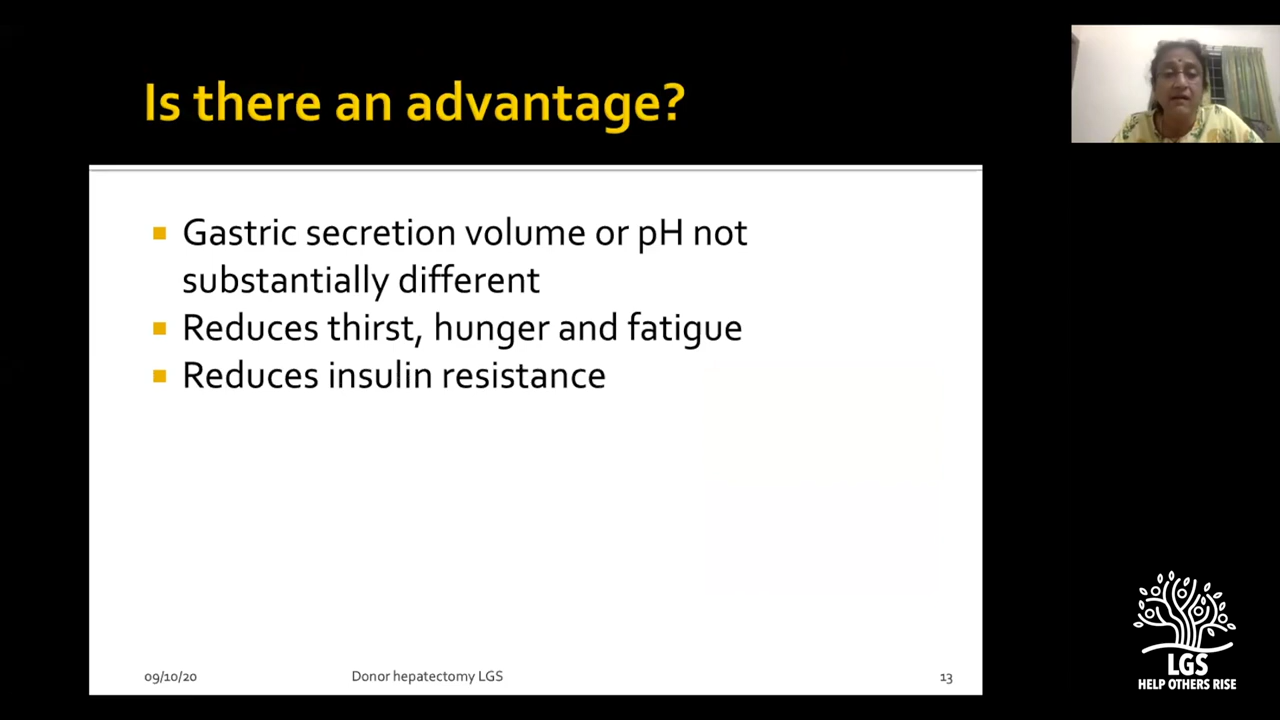 Is there an advantage?
Gastric secretion volume or pH not
substantially different
Reduces thirst, hunger and fatigue
Reduces insulin resistance
09/10/20
Donor hepatectomy LGS
13
LGS
HELP OTHERS RISE